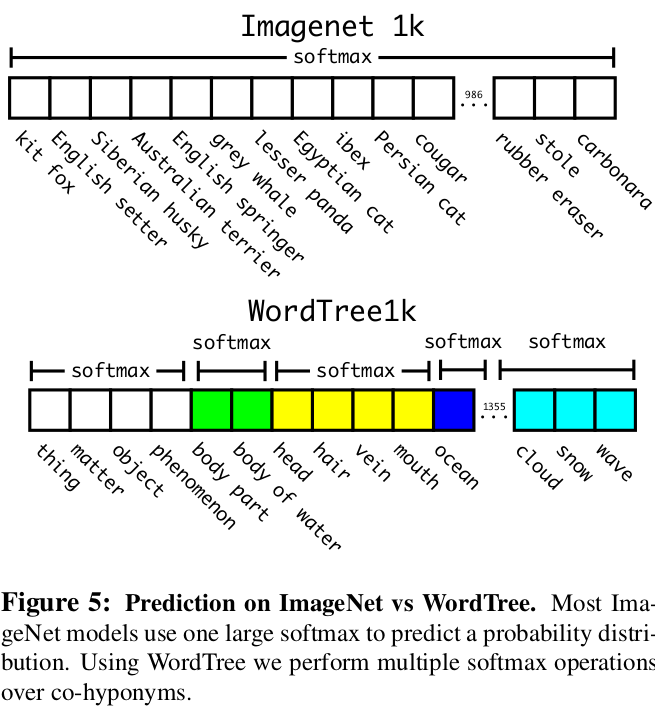 Imagenet 1k
softmax
986
...
kit fox
English setter
Siberian husky
Australian terrier
English springer
grey whale
lesser panda
Egyptian cat
ibex
Persian cat
cougar
rubber eraser
stole
carbonara
WordTree1k
softmax
softmax
softmax
softmax
softmax
1355
...
thing
matter
object
phenomenon
body part
body of water
head
hair
vein
mouth
ocean
cloud
snow
wave
Figure 5: Prediction on ImageNet vs WordTree. Most Ima-
geNet models use one large softmax to predict a probability distri-
bution. Using WordTree we perform multiple softmax operations
over co-hyponyms.